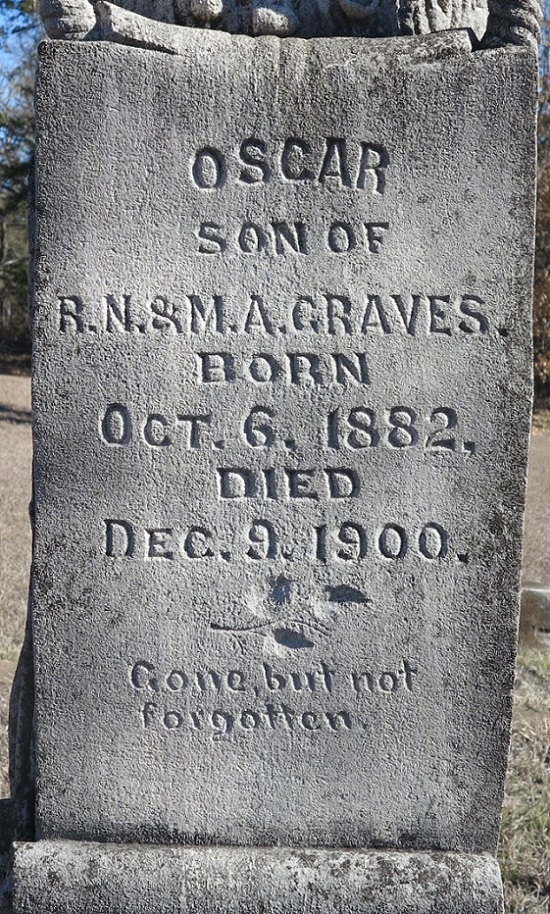 OSCAR
SON OF
R.N.&M.A.GRAVES.
BORN
OCT. 6, 1882,
DIED
DEC. 9, 1900.
Gone, but not
forgotten.